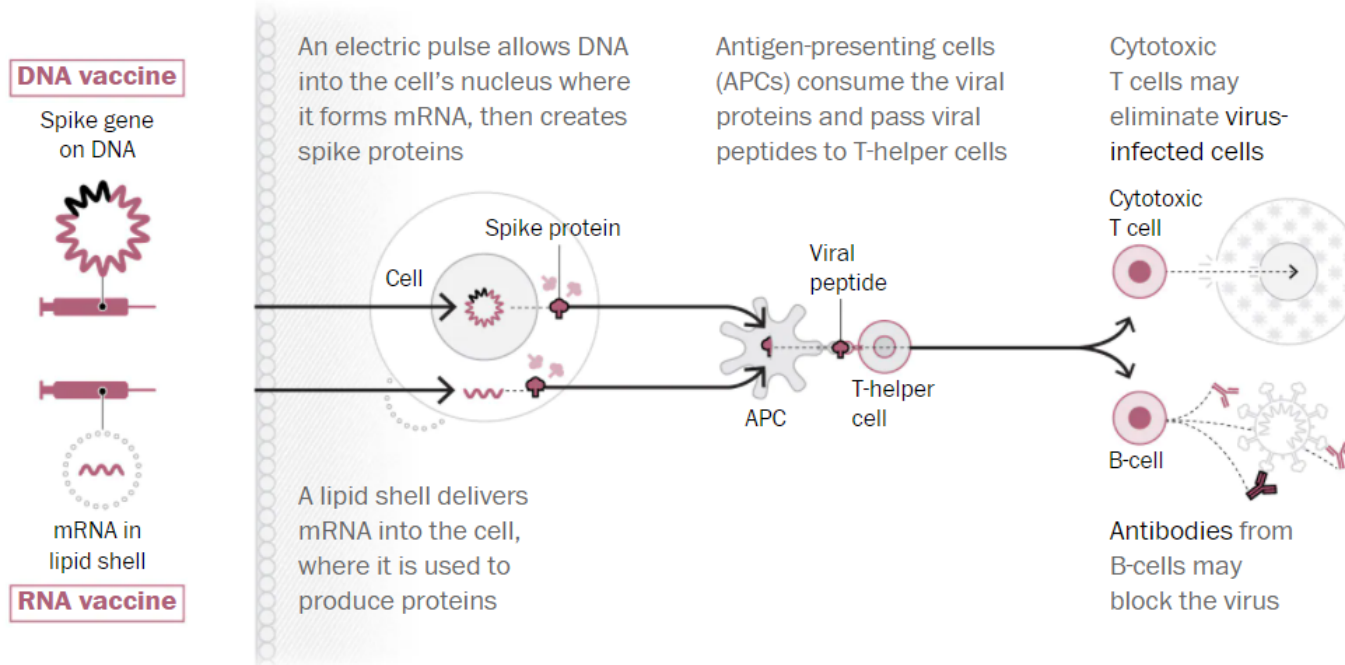 DNA vaccine
Spike gene
on DNA
mRNA in
lipid shell
RNA vaccine
An electric pulse allows DNA
into the cell's nucleus where
it forms mRNA, then creates
spike proteins
Spike protein
Cell
A lipid shell delivers
mRNA into the cell,
where it is used to
produce proteins
Antigen-presenting cells
(APCs) consume the viral
proteins and pass viral
peptides to T-helper cells
Viral
peptide
APC
T-helper
cell
Cytotoxic
T cells may
eliminate virus-
infected cells
Cytotoxic
T cell
B-cell
Antibodies from
B-cells may
block the virus